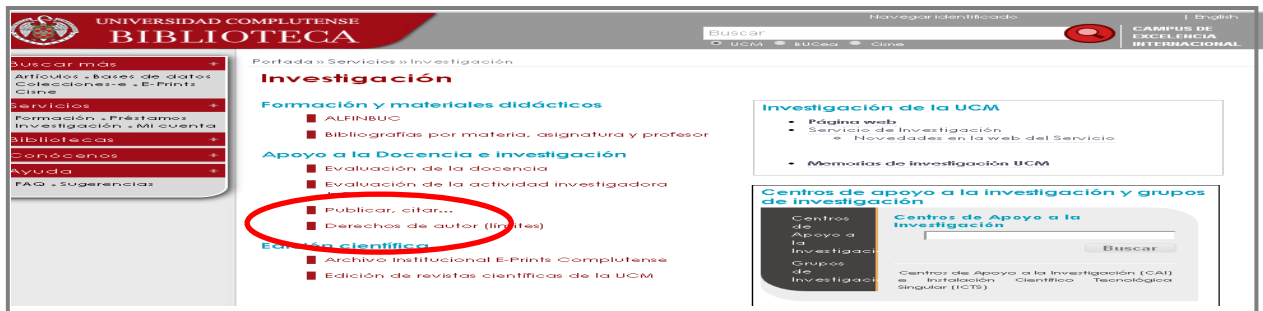 UNIVERSIDAD COMPLUTENSE
BIBLIOTECA
Navegar identificado
| English
Buscar
UCM BUCea Cisne
CAMPUS DE
EXCELENCIA
INTERNACIONAL
Buscar más +
Artículos . Bases de datos
Colecciones-e . E-Prints
Cisne
Servicios +
Formación . Préstamos
Investigación . Mi cuenta
Bibliotecas +
Conócenos +
Ayuda +
FAQ . Sugerencias
Portada » Servicios » Investigación
Investigación
Formación y materiales didácticos
ALFINBUC
Bibliografías por materia, asignatura y profesor
Apoyo a la Docencia e investigación
Evaluación de la docencia
Evaluación de la actividad investigadora
Publicar, citar...
Derechos de autor (límites)
Edición científica
Archivo Institucional E-Prints Complutense
Edición de revistas científicas de la UCM
Investigación de la UCM
Página web
Servicio de Investigación
Novedades en la web del Servicio
Memorias de investigación UCM
Centros de apoyo a la investigación y grupos
de investigación
Centros
de
Apoyo a
la
Investigaci
Grupos
de
Investigaci
Centros de Apoyo a la
Investigación
Buscar
Centros de Apoyo a la Investigación (CAI)
e Instalación Científico Tecnológica
Singular (ICTS)